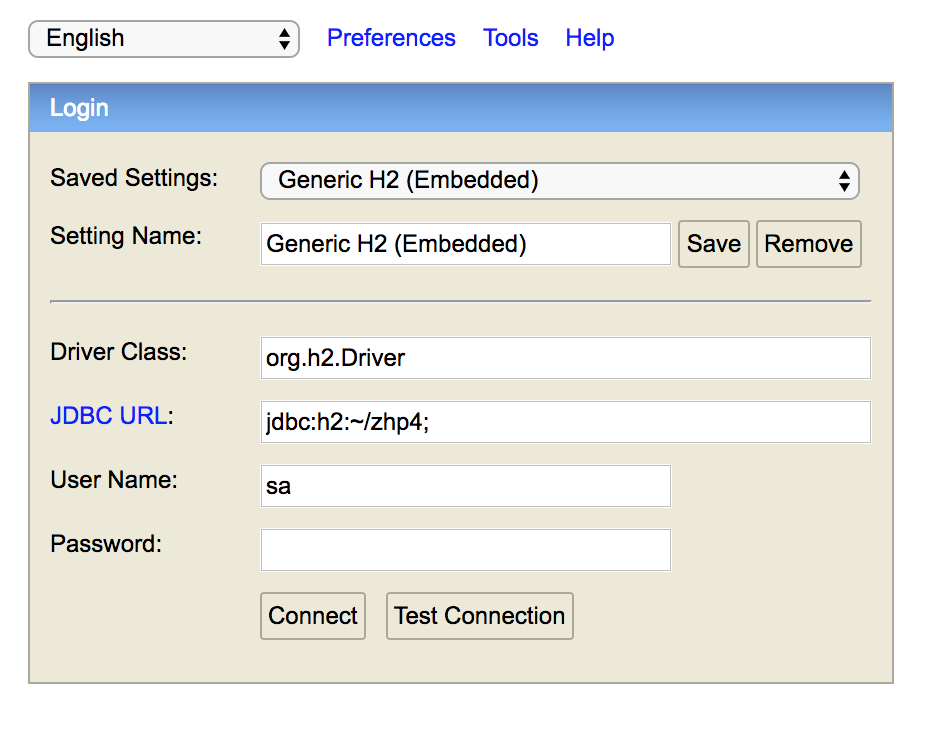 English Preferences Tools Help
Login
Saved Settings: Generic H2 (Embedded)
Setting Name: Generic H2 (Embedded) Save Remove
Driver Class: org.h2.Driver
JDBC URL: jdbc:h2:~/zhp4;
User Name: sa
Password:
Connect Test Connection